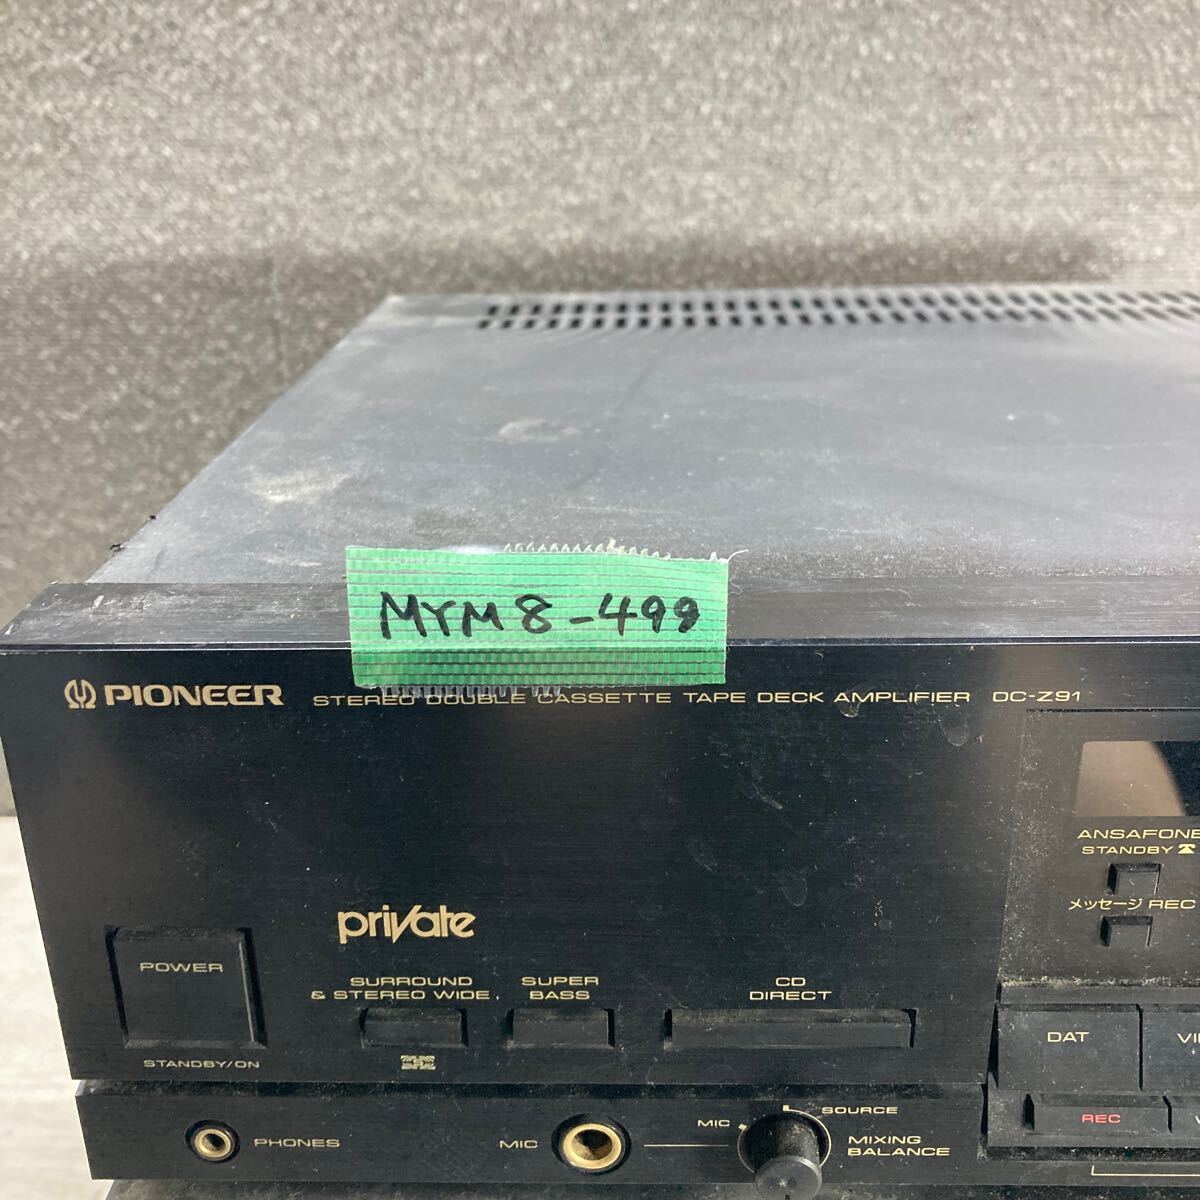 MYM8-499
PIONEER STEREO DOUBLE CASSETTE TAPE DECK AMPLIFIER DC-Z91
ANSAFONE
STANDBY
メッセージ REC
private
POWER
SURROUND
& STEREO WIDE
SUPER
BASS
CD
DIRECT
STANDBY/ON
DAT
REC
PHONES
MIC
MIC
SOURCE
MIXING
BALANCE